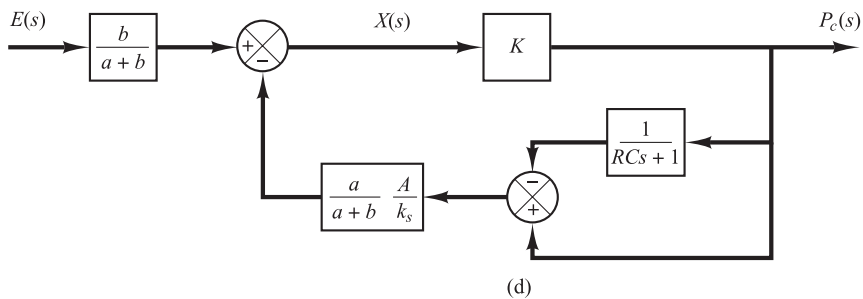 E(s)
b
a + b
+
−
X(s)
K
P_c(s)
1
RCs + 1
−
+
a
a + b
A
k_s
(d)